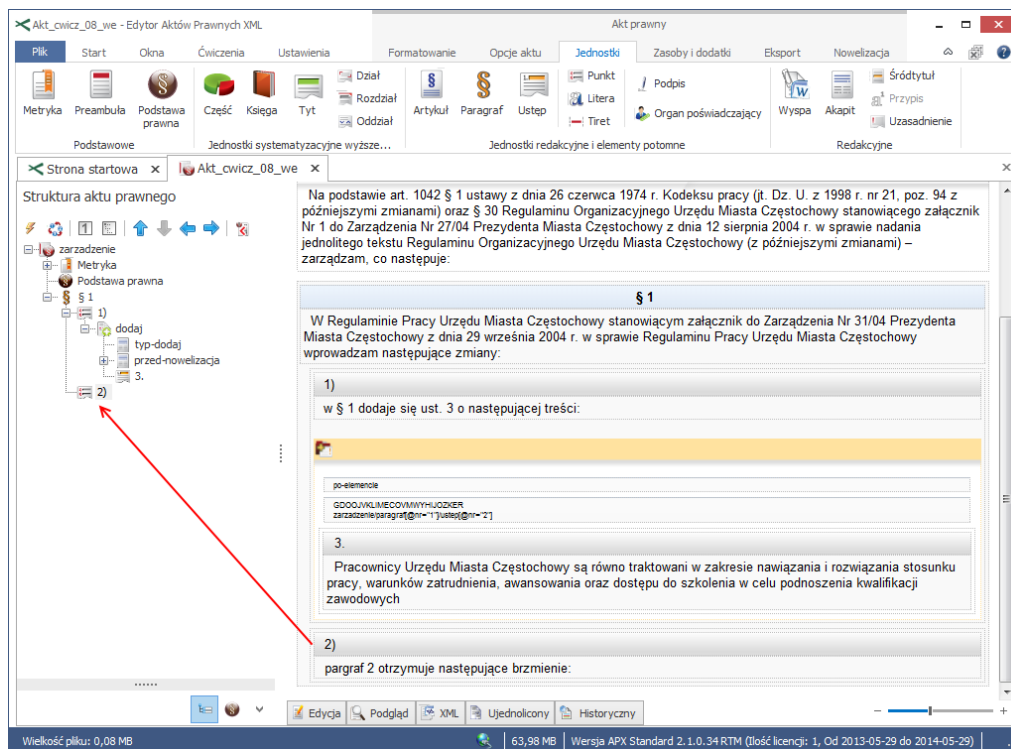 Akt_cwicz_08_we - Edytor Aktów Prawnych XML
Akt prawny
Plik Start Okna Ćwiczenia Ustawienia Formatowanie Opcje aktu Jednostki Zasoby i dodatki Eksport Nowelizacja
Metryka Preambuła Podstawa prawna
Część Księga Tyt
Dział
Rozdział
Oddział
Artykuł Paragraf Ustęp
Punkt
Litera
Tiret
Podpis
Organ poświadczający
Wyspa Akapit
Śródtytuł
Przypis
Uzasadnienie
Podstawowe Jednostki systematyzacyjne wyższe... Jednostki redakcyjne i elementy potomne Redakcyjne
Strona startowa x Akt_cwicz_08_we x
Struktura aktu prawnego
zarzadzenie
Metryka
Podstawa prawna
§ § 1
1)
dodaj
typ-dodaj
przed-nowelizacja
3.
2)
Na podstawie art. 1042 § 1 ustawy z dnia 26 czerwca 1974 r. Kodeksu pracy (jt. Dz. U. z 1998 r. nr 21, poz. 94 z
późniejszymi zmianami) oraz § 30 Regulaminu Organizacyjnego Urzędu Miasta Częstochowy stanowiącego załącznik
Nr 1 do Zarządzenia Nr 27/04 Prezydenta Miasta Częstochowy z dnia 12 sierpnia 2004 r. w sprawie nadania
jednolitego tekstu Regulaminu Organizacyjnego Urzędu Miasta Częstochowy (z późniejszymi zmianami) –
zarządzam, co następuje:
§ 1
W Regulaminie Pracy Urzędu Miasta Częstochowy stanowiącym załącznik do Zarządzenia Nr 31/04 Prezydenta
Miasta Częstochowy z dnia 29 września 2004 r. w sprawie Regulaminu Pracy Urzędu Miasta Częstochowy
wprowadzam następujące zmiany:
1)
w § 1 dodaje się ust. 3 o następującej treści:
po-elemencie
GDOOJVKLIMECOVMWYHIJOZKER
zarzadzenie/paragraf[@nr="1"]/ustep[@nr="2"]
3.
Pracownicy Urzędu Miasta Częstochowy są równo traktowani w zakresie nawiązania i rozwiązania stosunku
pracy, warunków zatrudnienia, awansowania oraz dostępu do szkolenia w celu podnoszenia kwalifikacji
zawodowych
2)
pargraf 2 otrzymuje następujące brzmienie:
Edycja Podgląd XML Ujednolicony Historyczny
Wielkość pliku: 0,08 MB 63,98 MB Wersja APX Standard 2.1.0.34 RTM (Ilość licencji: 1, Od 2013-05-29 do 2014-05-29)